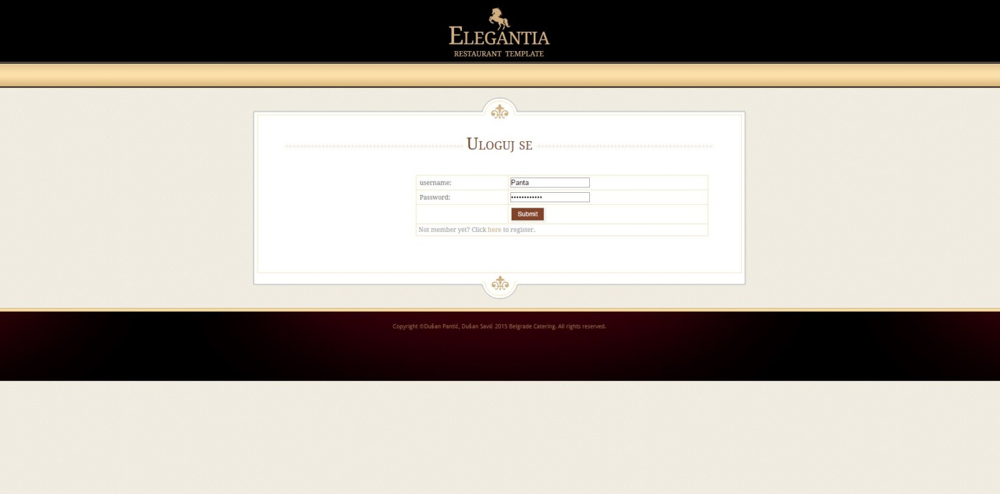 ELEGANTIA
RESTAURANT TEMPLATE
ULOGUJ SE
username: Panta
Password: ••••••••••••
Submit
Not member yet? Click here to register.
Copyright ©Dušan Pantić, Dušan Savić 2015 Belgrade Catering. All rights reserved.